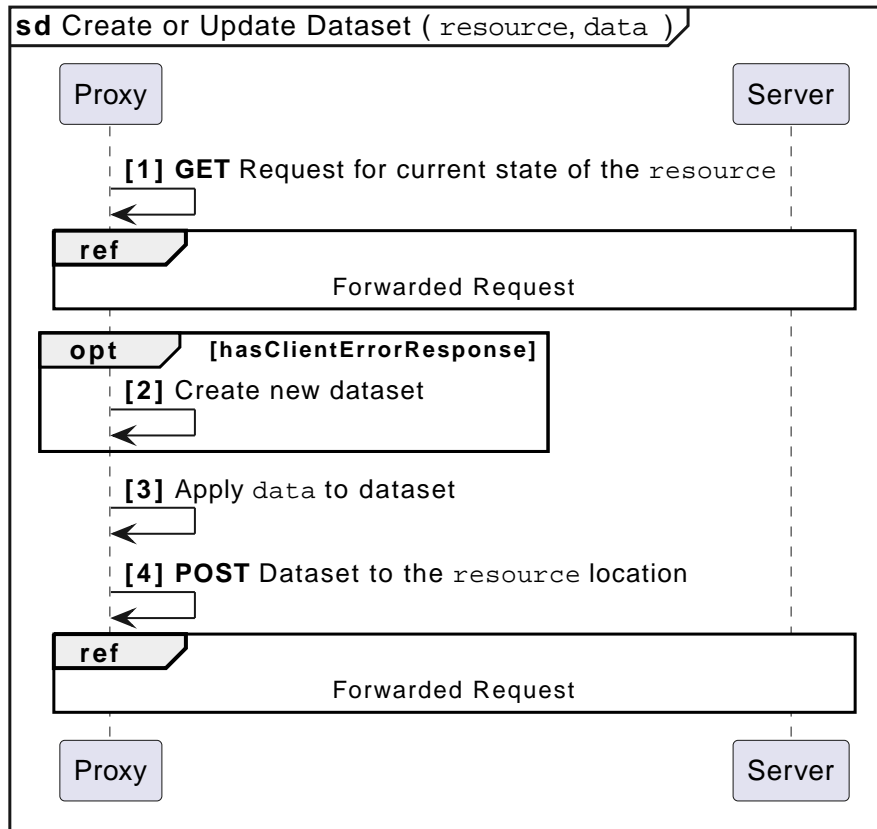 sd Create or Update Dataset ( resource, data )
Proxy Server
[1] GET Request for current state of the resource
ref
Forwarded Request
opt [hasClientErrorResponse]
[2] Create new dataset
[3] Apply data to dataset
[4] POST Dataset to the resource location
ref
Forwarded Request
Proxy Server